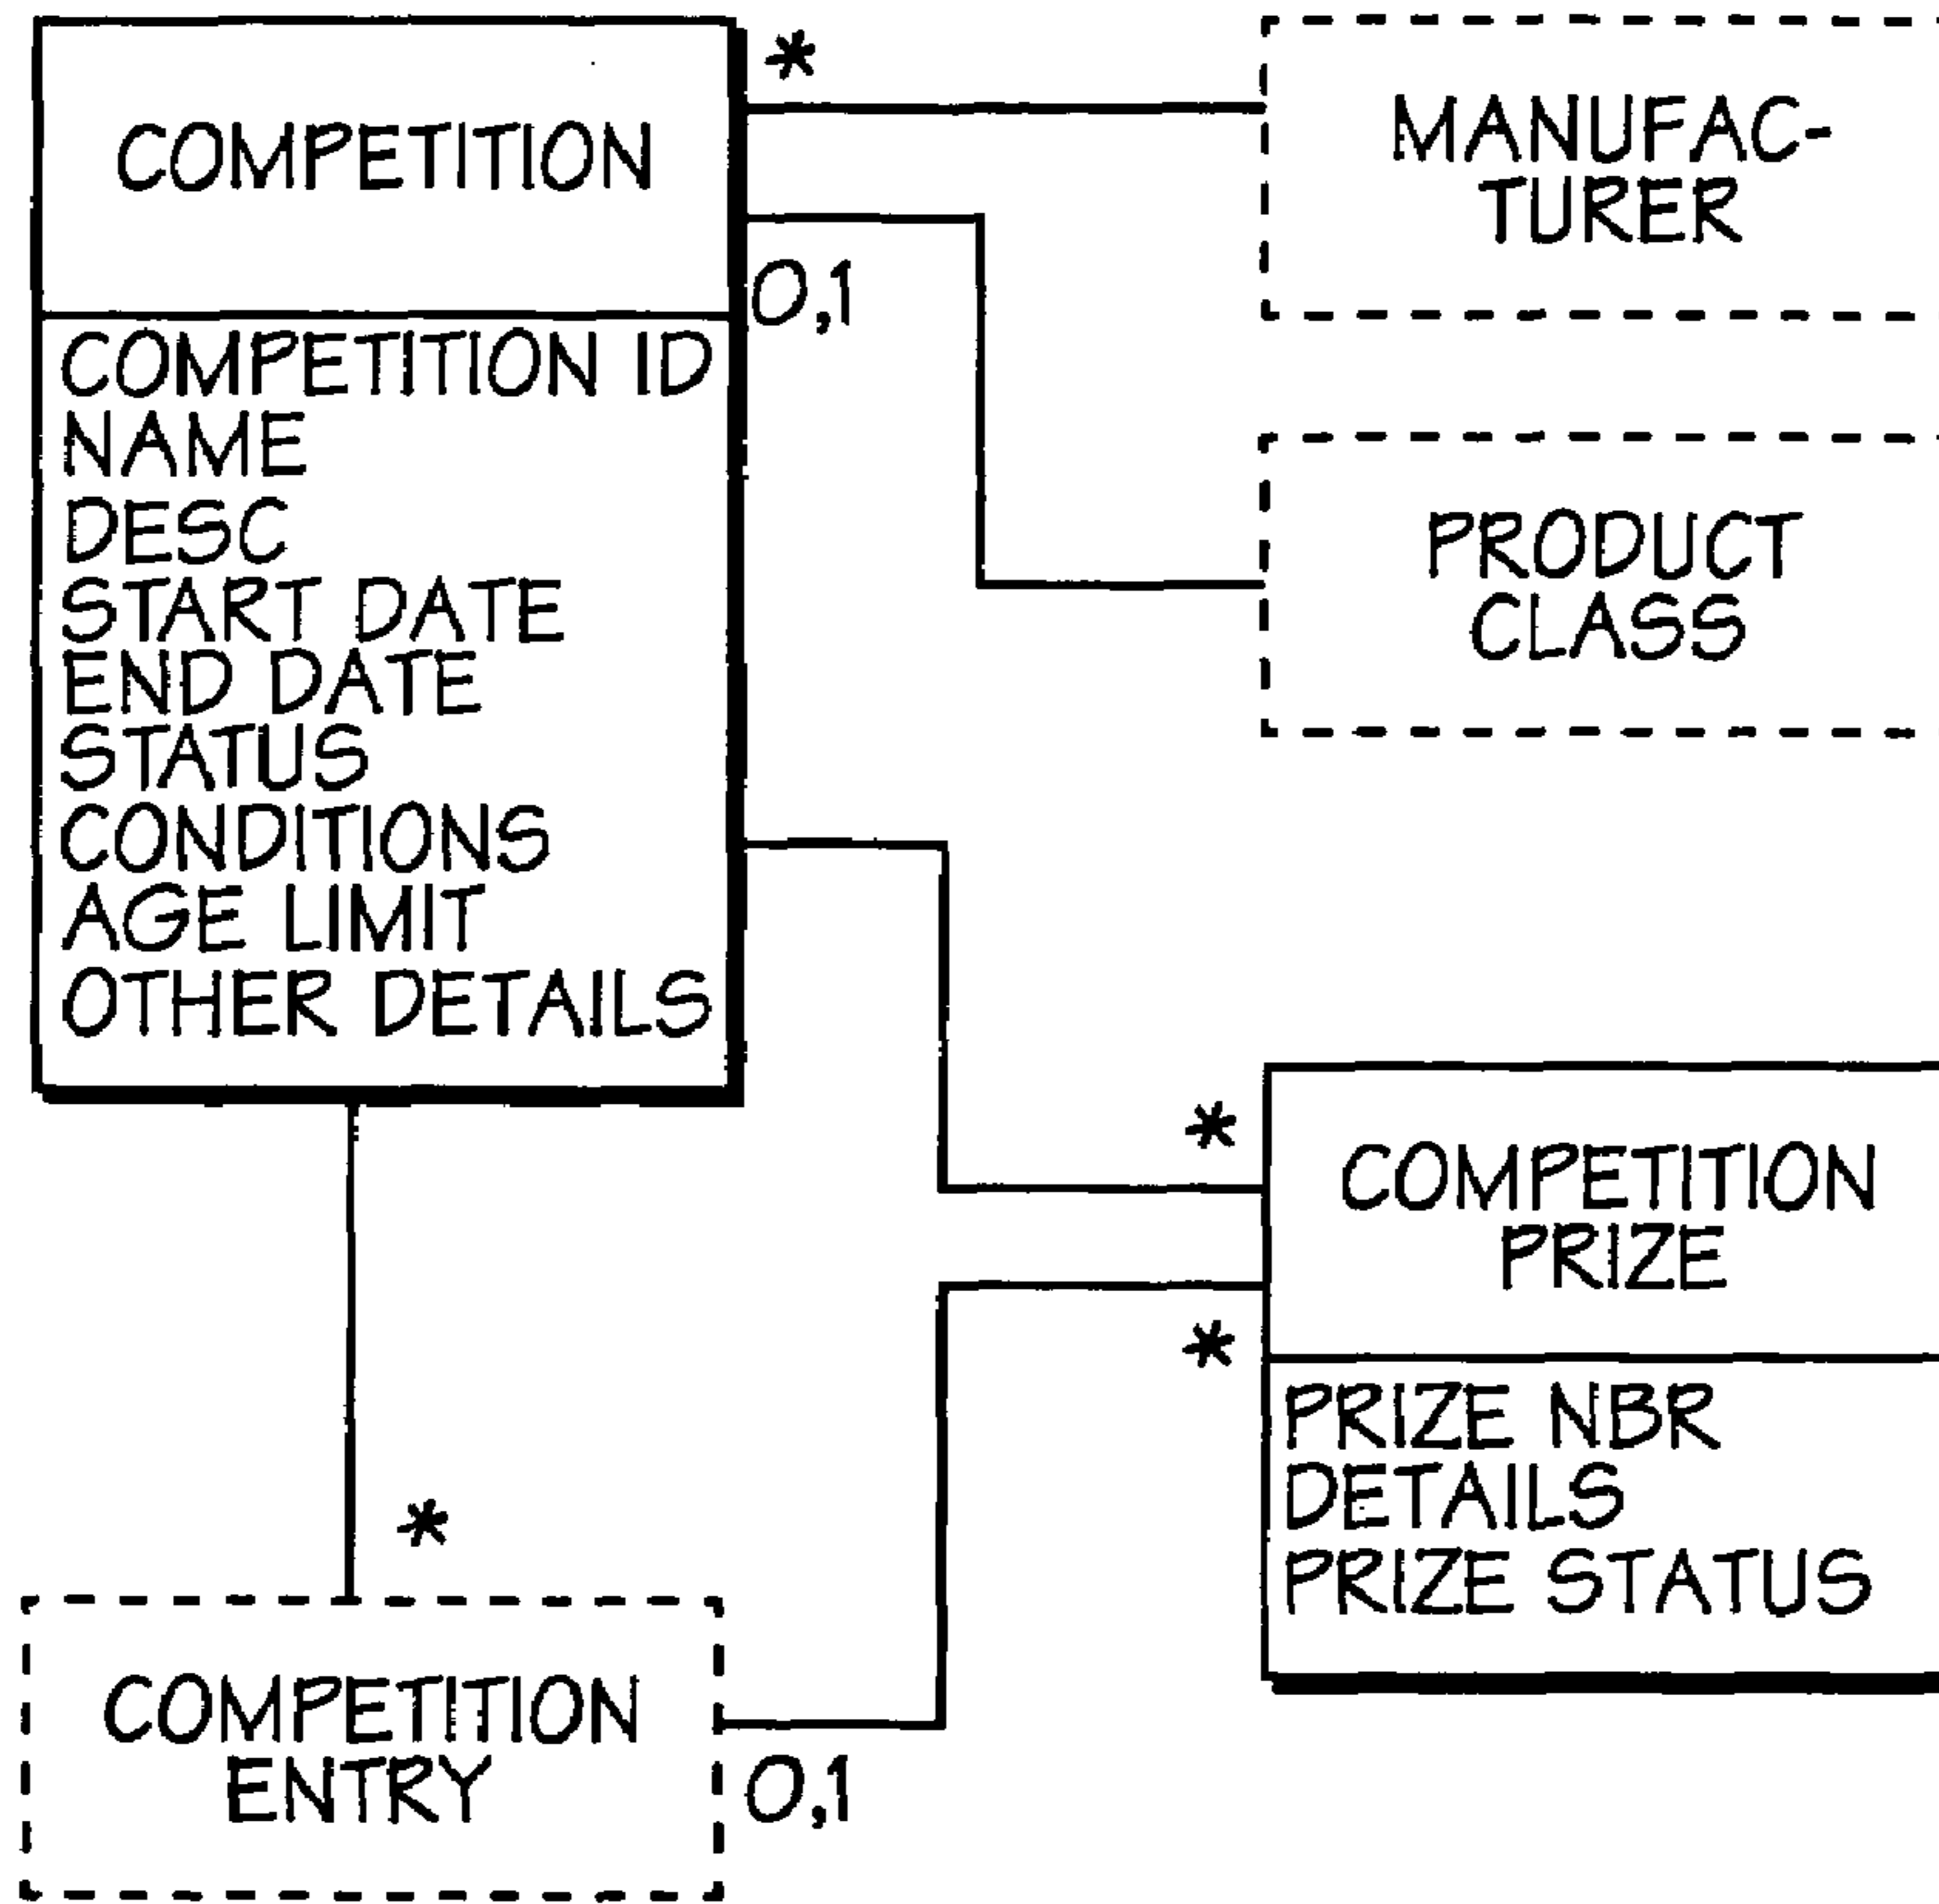 COMPETITION
*
MANUFAC-
TURER
0,1
COMPETITION ID
NAME
DESC
START DATE
END DATE
STATUS
CONDITIONS
AGE LIMIT
OTHER DETAILS
PRODUCT
CLASS
*
COMPETITION
PRIZE
*
PRIZE NBR
DETAILS
PRIZE STATUS
*
COMPETITION
ENTRY
0,1